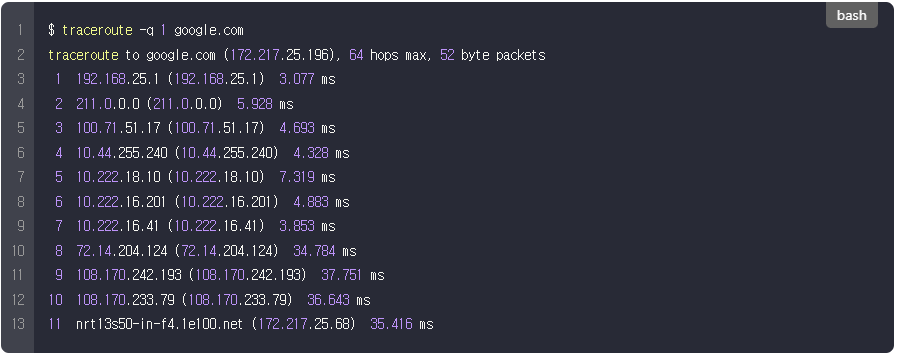 bash
1 $ traceroute -q 1 google.com
2 traceroute to google.com (172.217.25.196), 64 hops max, 52 byte packets
3 1 192.168.25.1 (192.168.25.1) 3.077 ms
4 2 211.0.0.0 (211.0.0.0) 5.928 ms
5 3 100.71.51.17 (100.71.51.17) 4.693 ms
6 4 10.44.255.240 (10.44.255.240) 4.328 ms
7 5 10.222.18.10 (10.222.18.10) 7.319 ms
8 6 10.222.16.201 (10.222.16.201) 4.883 ms
9 7 10.222.16.41 (10.222.16.41) 3.853 ms
10 8 72.14.204.124 (72.14.204.124) 34.784 ms
11 9 108.170.242.193 (108.170.242.193) 37.751 ms
12 10 108.170.233.79 (108.170.233.79) 36.643 ms
13 11 nrt13s50-in-f4.1e100.net (172.217.25.68) 35.416 ms